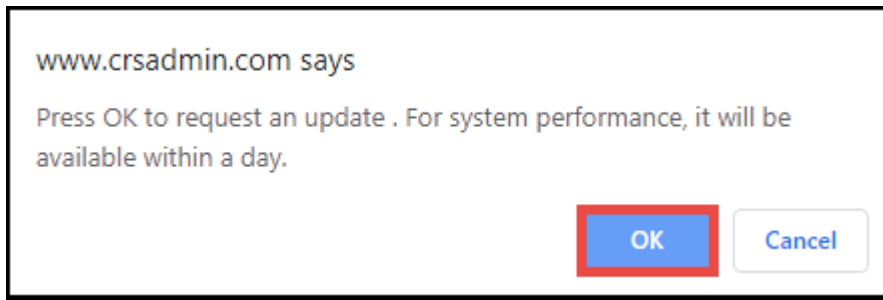 www.crsadmin.com says
Press OK to request an update . For system performance, it will be
available within a day.
OK Cancel